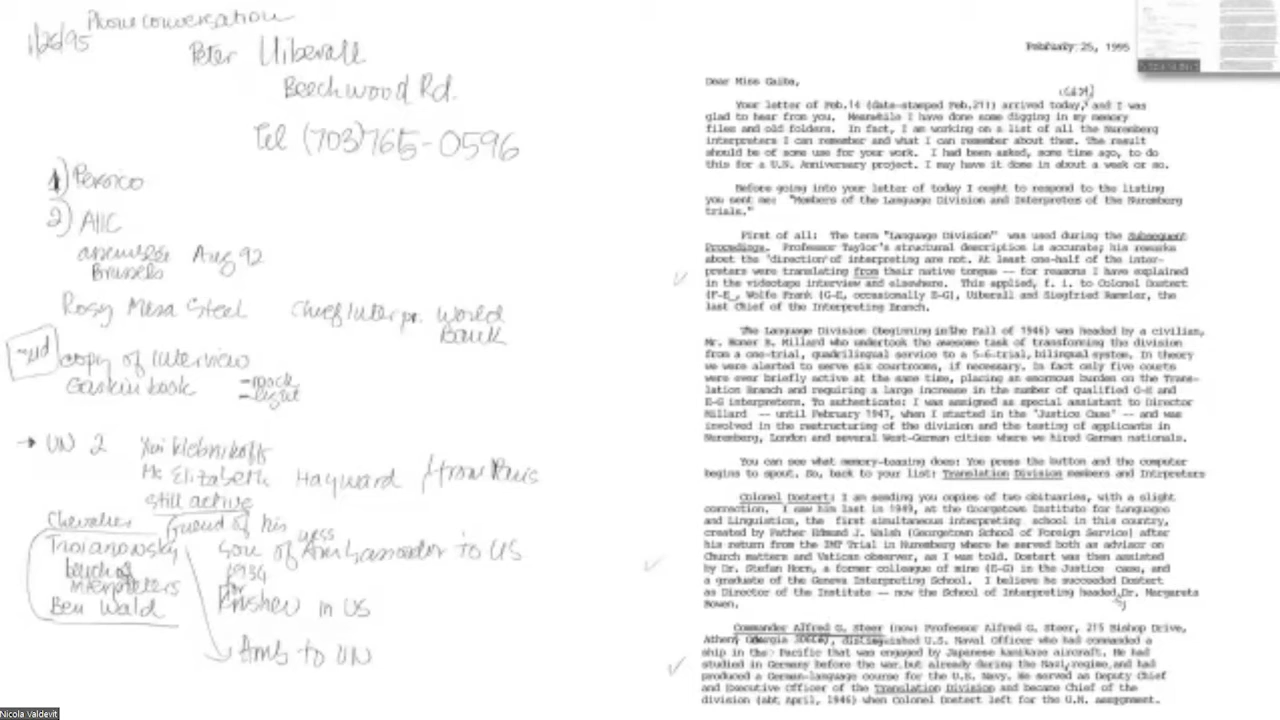 Phone conversation
1/26/95
Peter Uiberall
Beechwood Rd.
Tel (703) 765-0596
1) Persico
2) AIIC
Aug 92
Brussels
Rosy Mesa Steel Chief Interpr. World
Bank
copy of interview
Gaskin book
→ UN 2
Elizabeth Hayward from Paris
still active
Chevalier
friend of his
Troianowsky
bench of
interpreters
Ben Wald
son of Ambassador to US
1934
for
in US
Amb to UN
February 25, 1995
Dear Miss Gaiba,
Your letter of Feb.14 (date-stamped Feb.21!) arrived today, and I was
glad to hear from you. Meanwhile I have done some digging in my memory
files and old folders. In fact, I am working on a list of all the Nuremberg
interpreters I can remember and what I can remember about them. The result
should be of some use for your work. I had been asked, some time ago, to do
this for a U.N. Anniversary project. I may have it done in about a week or so.
Before going into your letter of today I ought to respond to the listing
you sent me: "Members of the Language Division and Interpreters of the Nuremberg
trials."
First of all: The term "Language Division" was used during the Subsequent
Proceedings. Professor Taylor's structural description is accurate; his remarks
about the 'direction' of interpreting are not. At least one-half of the inter-
preters were translating from their native tongue -- for reasons I have explained
in the videotape interview and elsewhere. This applied, f. i. to Colonel Dostert
(F-E), Wolfe Frank (G-E, occasionally E-G), Uiberall and Siegfried Ramler, the
last Chief of the Interpreting Branch.
The Language Division (beginning in the Fall of 1946) was headed by a civilian,
Mr. Homer B. Millard who undertook the awesome task of transforming the division
from a one-trial, quadrilingual service to a 5-6-trial, bilingual system. In theory
we were alerted to serve six courtrooms, if necessary. In fact only five courts
were ever briefly active at the same time, placing an enormous burden on the Trans-
lation Branch and requiring a large increase in the number of qualified G-E and
E-G interpreters. To authenticate: I was assigned as special assistant to Director
Millard -- until February 1947, when I started in the 'Justice Case' -- and was
involved in the restructuring of the division and the testing of applicants in
Nuremberg, London and several West-German cities where we hired German nationals.
You can see what memory-teasing does: You press the button and the computer
begins to spout. So, back to your list: Translation Division members and Intrpreters
Colonel Dostert: I am sending you copies of two obituaries, with a slight
correction. I saw him last in 1949, at the Georgetown Institute for Languages
and Linguistics, the first simultaneous interpreting school in this country,
created by Father Edmund J. Walsh (Georgetown School of Foreign Service) after
his return from the IMT Trial in Nuremberg where he served both as advisor on
Church matters and Vatican observer, as I was told. Dostert was then assisted
by Dr. Stefan Horn, a former colleague of mine (E-G) in the Justice case, and
a graduate of the Geneva Interpreting School. I believe he succeeded Dostert
as Director of the Institute -- now the School of Interpreting headed Dr. Margareta
Bowen.
Commander Alfred G. Steer (now: Professor Alfred G. Steer, 215 Bishop Drive,
Athens Georgia distinguished U.S. Naval Officer who had commanded a
ship in the Pacific that was engaged by Japanese kamikaze aircraft. He had
studied in Germany before the war but already during the Nazi regime, and had
produced a German-language course for the U.S. Navy. He served as Deputy Chief
and Executive Officer of the Translation Division and became Chief of the
division (abt April, 1946) when Colonel Dostert left for the U.N. assignment.
Nicola Valdevit